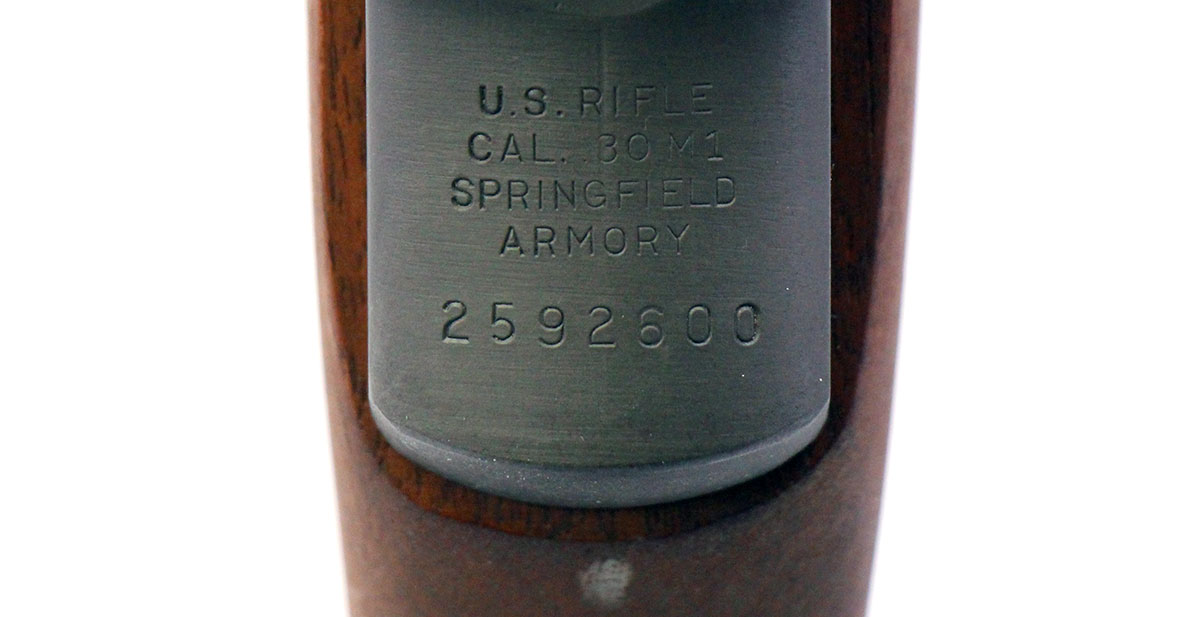 U.S. RIFLE
CAL. .30 M1
SPRINGFIELD
ARMORY
2592600